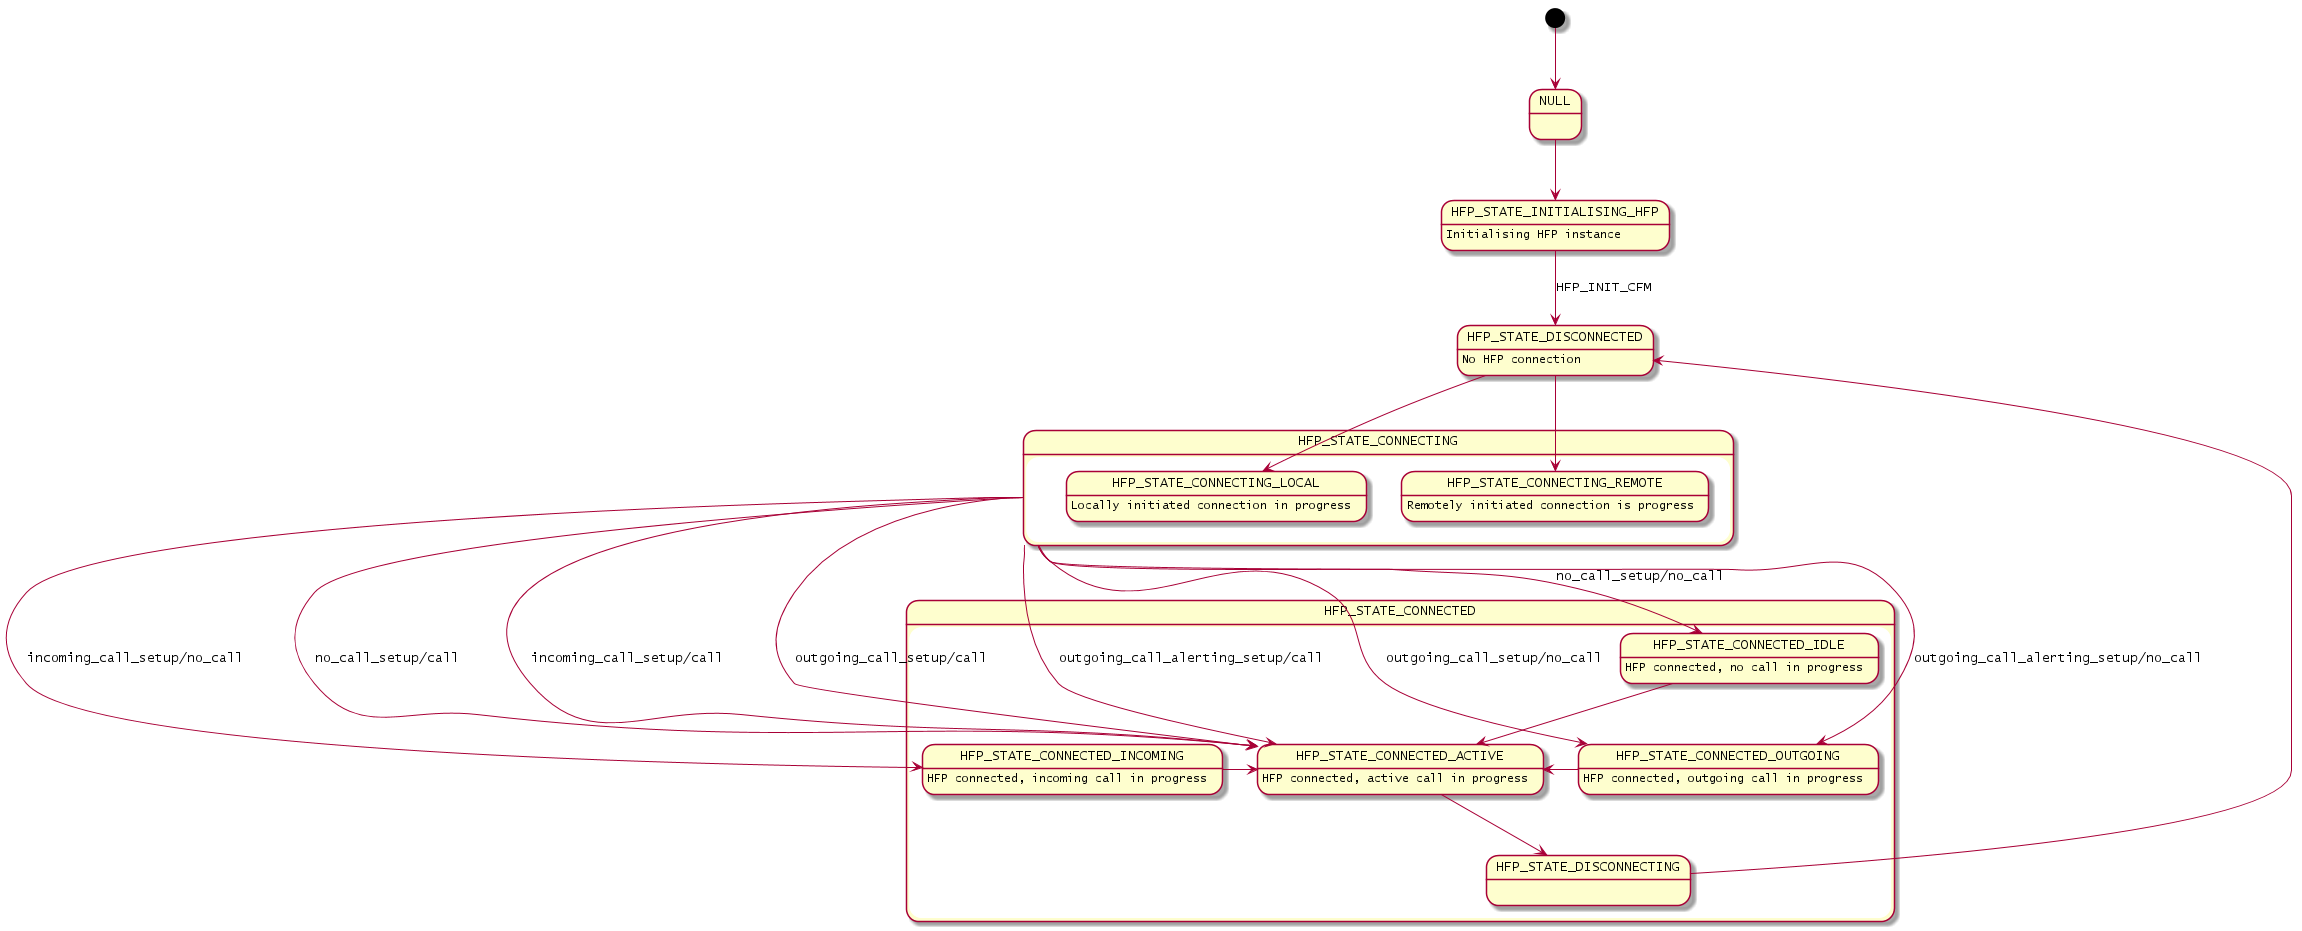 NULL
HFP_STATE_INITIALISING_HFP
Initialising HFP instance
HFP_INIT_CFM
HFP_STATE_DISCONNECTED
No HFP connection
HFP_STATE_CONNECTING
HFP_STATE_CONNECTING_LOCAL
Locally initiated connection in progress
HFP_STATE_CONNECTING_REMOTE
Remotely initiated connection is progress
no_call_setup/no_call
HFP_STATE_CONNECTED
incoming_call_setup/no_call
no_call_setup/call
incoming_call_setup/call
outgoing_call_setup/call
outgoing_call_alerting_setup/call
outgoing_call_setup/no_call
HFP_STATE_CONNECTED_IDLE
HFP connected, no call in progress
outgoing_call_alerting_setup/no_call
HFP_STATE_CONNECTED_INCOMING
HFP connected, incoming call in progress
HFP_STATE_CONNECTED_ACTIVE
HFP connected, active call in progress
HFP_STATE_CONNECTED_OUTGOING
HFP connected, outgoing call in progress
HFP_STATE_DISCONNECTING